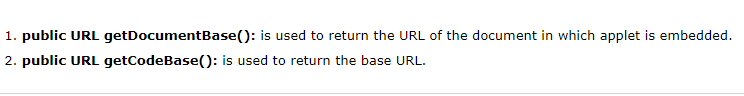 1. public URL getDocumentBase(): is used to return the URL of the document in which applet is embedded.
2. public URL getCodeBase(): is used to return the base URL.